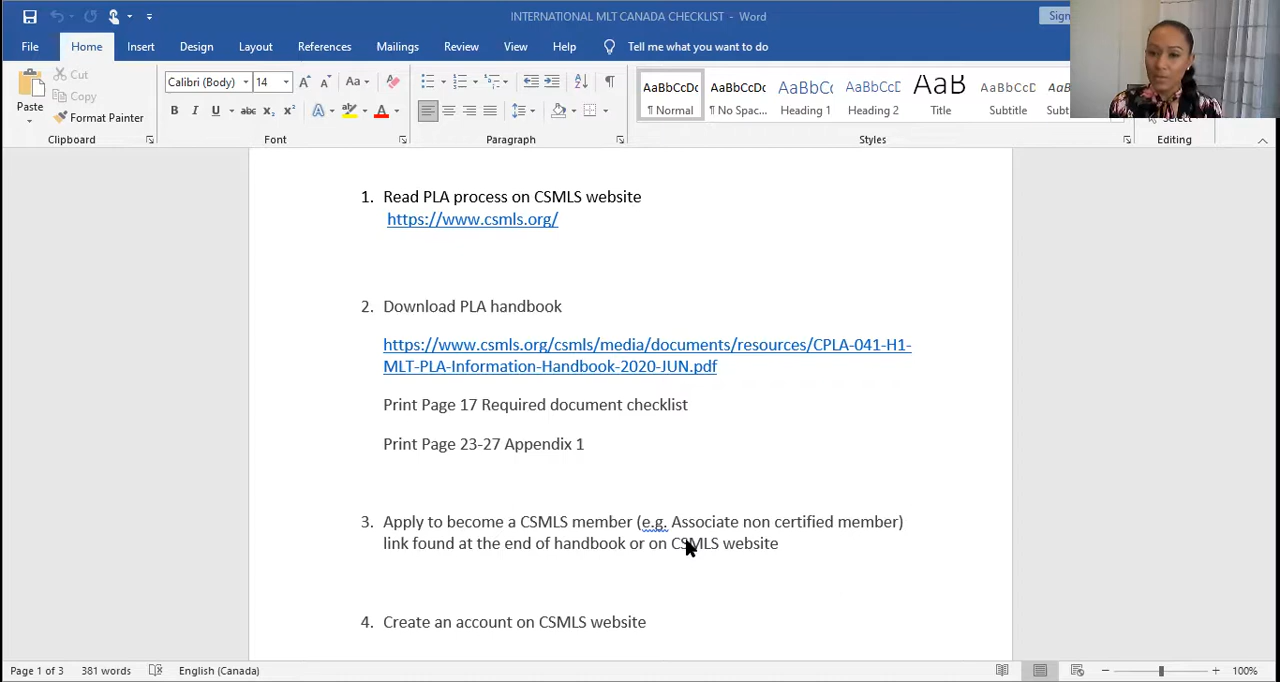 INTERNATIONAL MLT CANADA CHECKLIST - Word
Sign
File Home Insert Design Layout References Mailings Review View Help Tell me what you want to do
Paste
Cut
Copy
Format Painter
Calibri (Body) 14
AaBbCcDc AaBbCcDc AaBbCc AaBbCcD AaB AaBbCcD
¶ Normal ¶ No Spac... Heading 1 Heading 2 Title Subtitle
Select
Clipboard Font Paragraph Styles Editing
1. Read PLA process on CSMLS website
https://www.csmls.org/
2. Download PLA handbook
https://www.csmls.org/csmls/media/documents/resources/CPLA-041-H1-
MLT-PLA-Information-Handbook-2020-JUN.pdf
Print Page 17 Required document checklist
Print Page 23-27 Appendix 1
3. Apply to become a CSMLS member (e.g. Associate non certified member)
link found at the end of handbook or on CSMLS website
4. Create an account on CSMLS website
Page 1 of 3 381 words English (Canada) 100%